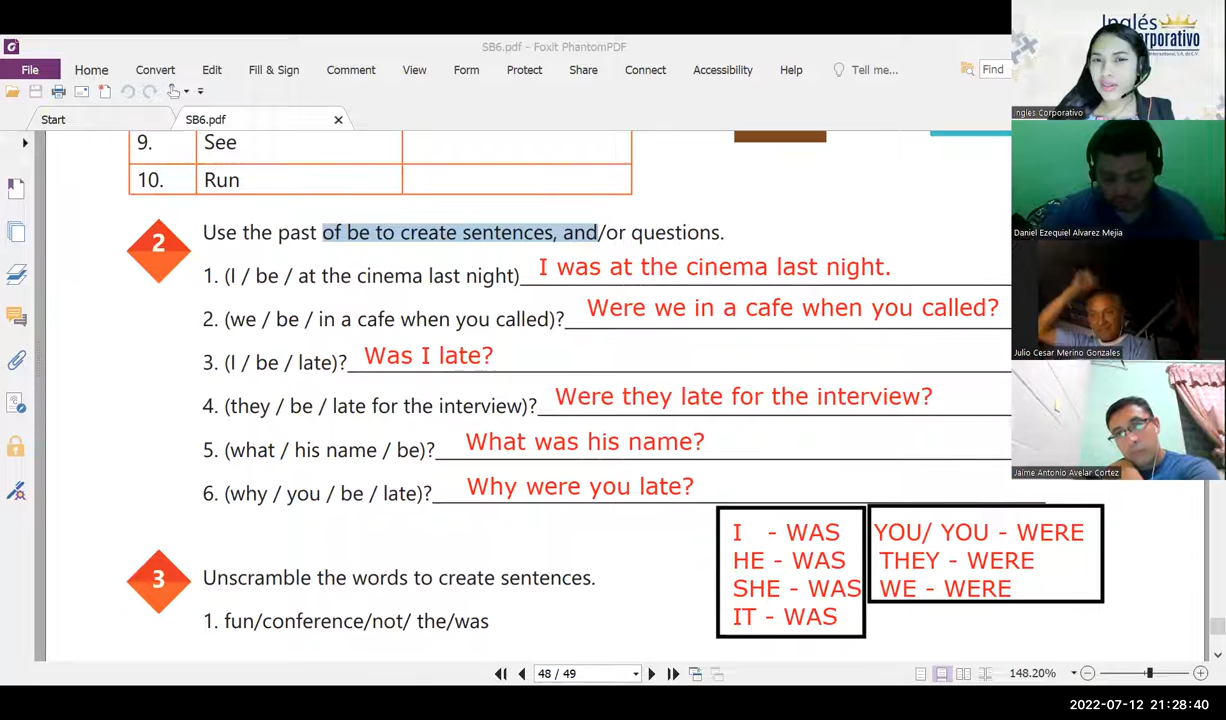 SB6.pdf - Foxit PhantomPDF
File Home Convert Edit Fill & Sign Comment View Form Protect Share Connect Accessibility Help Tell me... Find
Start SB6.pdf
Inglés
Corporativo
Ingles Corporativo
Daniel Ezequiel Alvarez Mejia
Julio Cesar Merino Gonzales
Jaime Antonio Avelar Cortez
9. See
10. Run
2 Use the past of be to create sentences, and/or questions.
1. (I / be / at the cinema last night) I was at the cinema last night.
2. (we / be / in a cafe when you called)? Were we in a cafe when you called?
3. (I / be / late)? Was I late?
4. (they / be / late for the interview)? Were they late for the interview?
5. (what / his name / be)? What was his name?
6. (why / you / be / late)? Why were you late?
I - WAS
HE - WAS
SHE - WAS
IT - WAS
YOU/ YOU - WERE
THEY - WERE
WE - WERE
3 Unscramble the words to create sentences.
1. fun/conference/not/ the/was
48 / 49
148.20%
2022-07-12 21:28:40